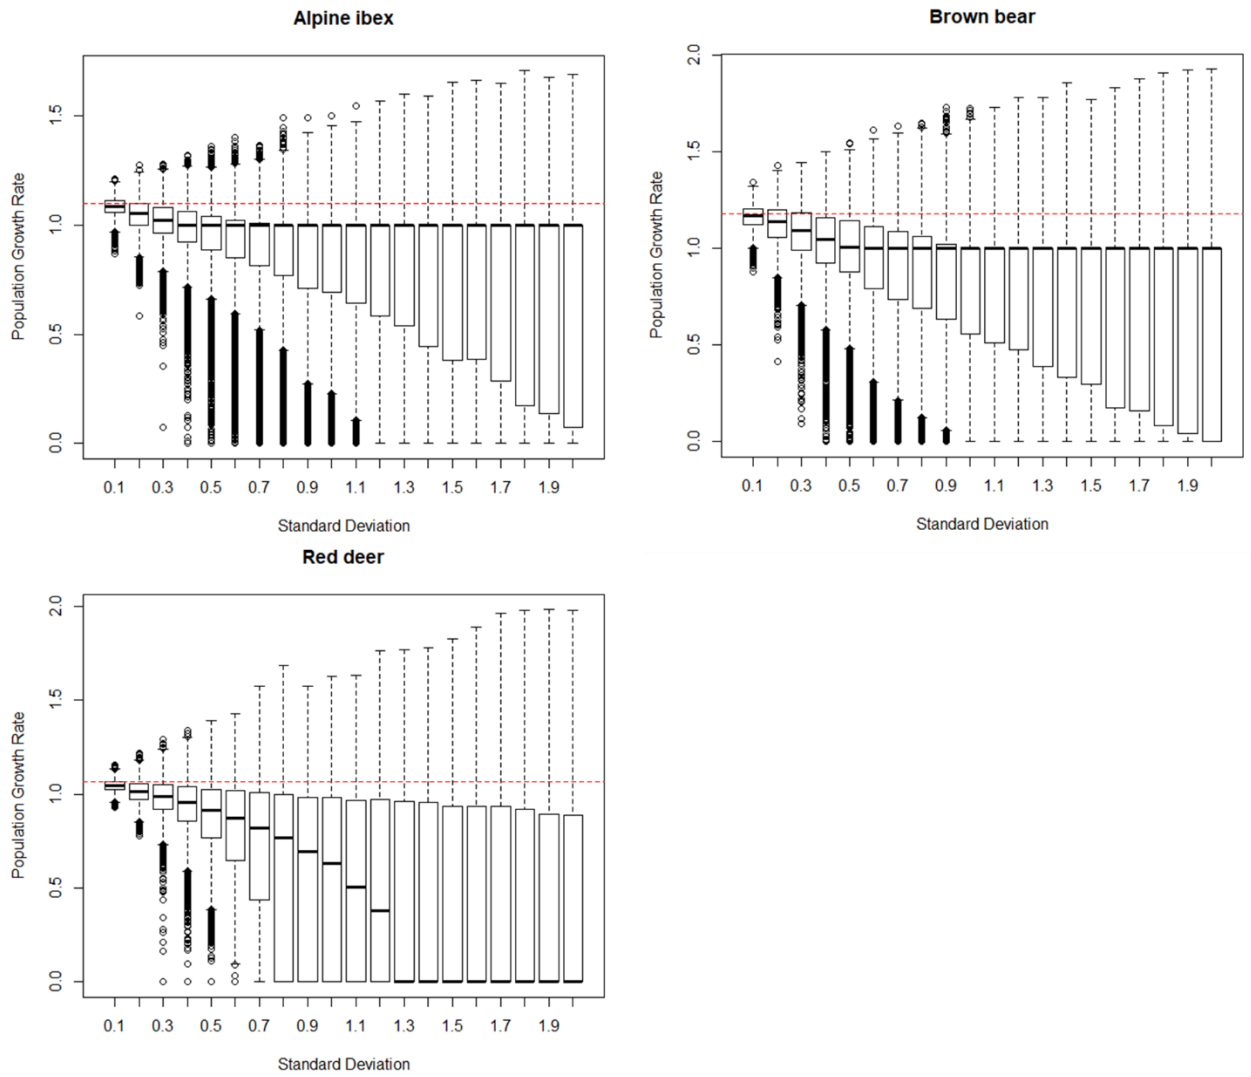 Alpine ibex
Population Growth Rate
1.5
1.0
0.5
0.0
0.1 0.3 0.5 0.7 0.9 1.1 1.3 1.5 1.7 1.9
Standard Deviation
Brown bear
Population Growth Rate
2.0
1.5
1.0
0.5
0.0
0.1 0.3 0.5 0.7 0.9 1.1 1.3 1.5 1.7 1.9
Standard Deviation
Red deer
Population Growth Rate
2.0
1.5
1.0
0.5
0.0
0.1 0.3 0.5 0.7 0.9 1.1 1.3 1.5 1.7 1.9
Standard Deviation